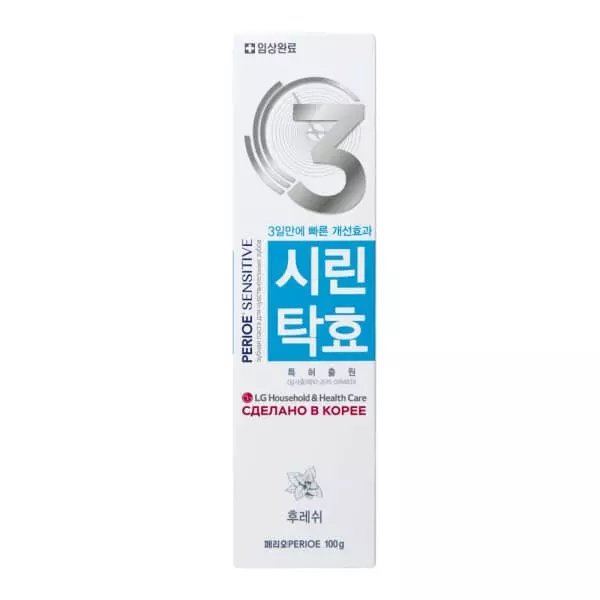 임상완료
3
3일만에 빠른 개선효과
PERIOE SENSITIVE
시린
탁효
특허출원
LG Household & Health Care
СДЕЛАНО В КОРЕЕ
후레쉬
페리오PERIOE 100g